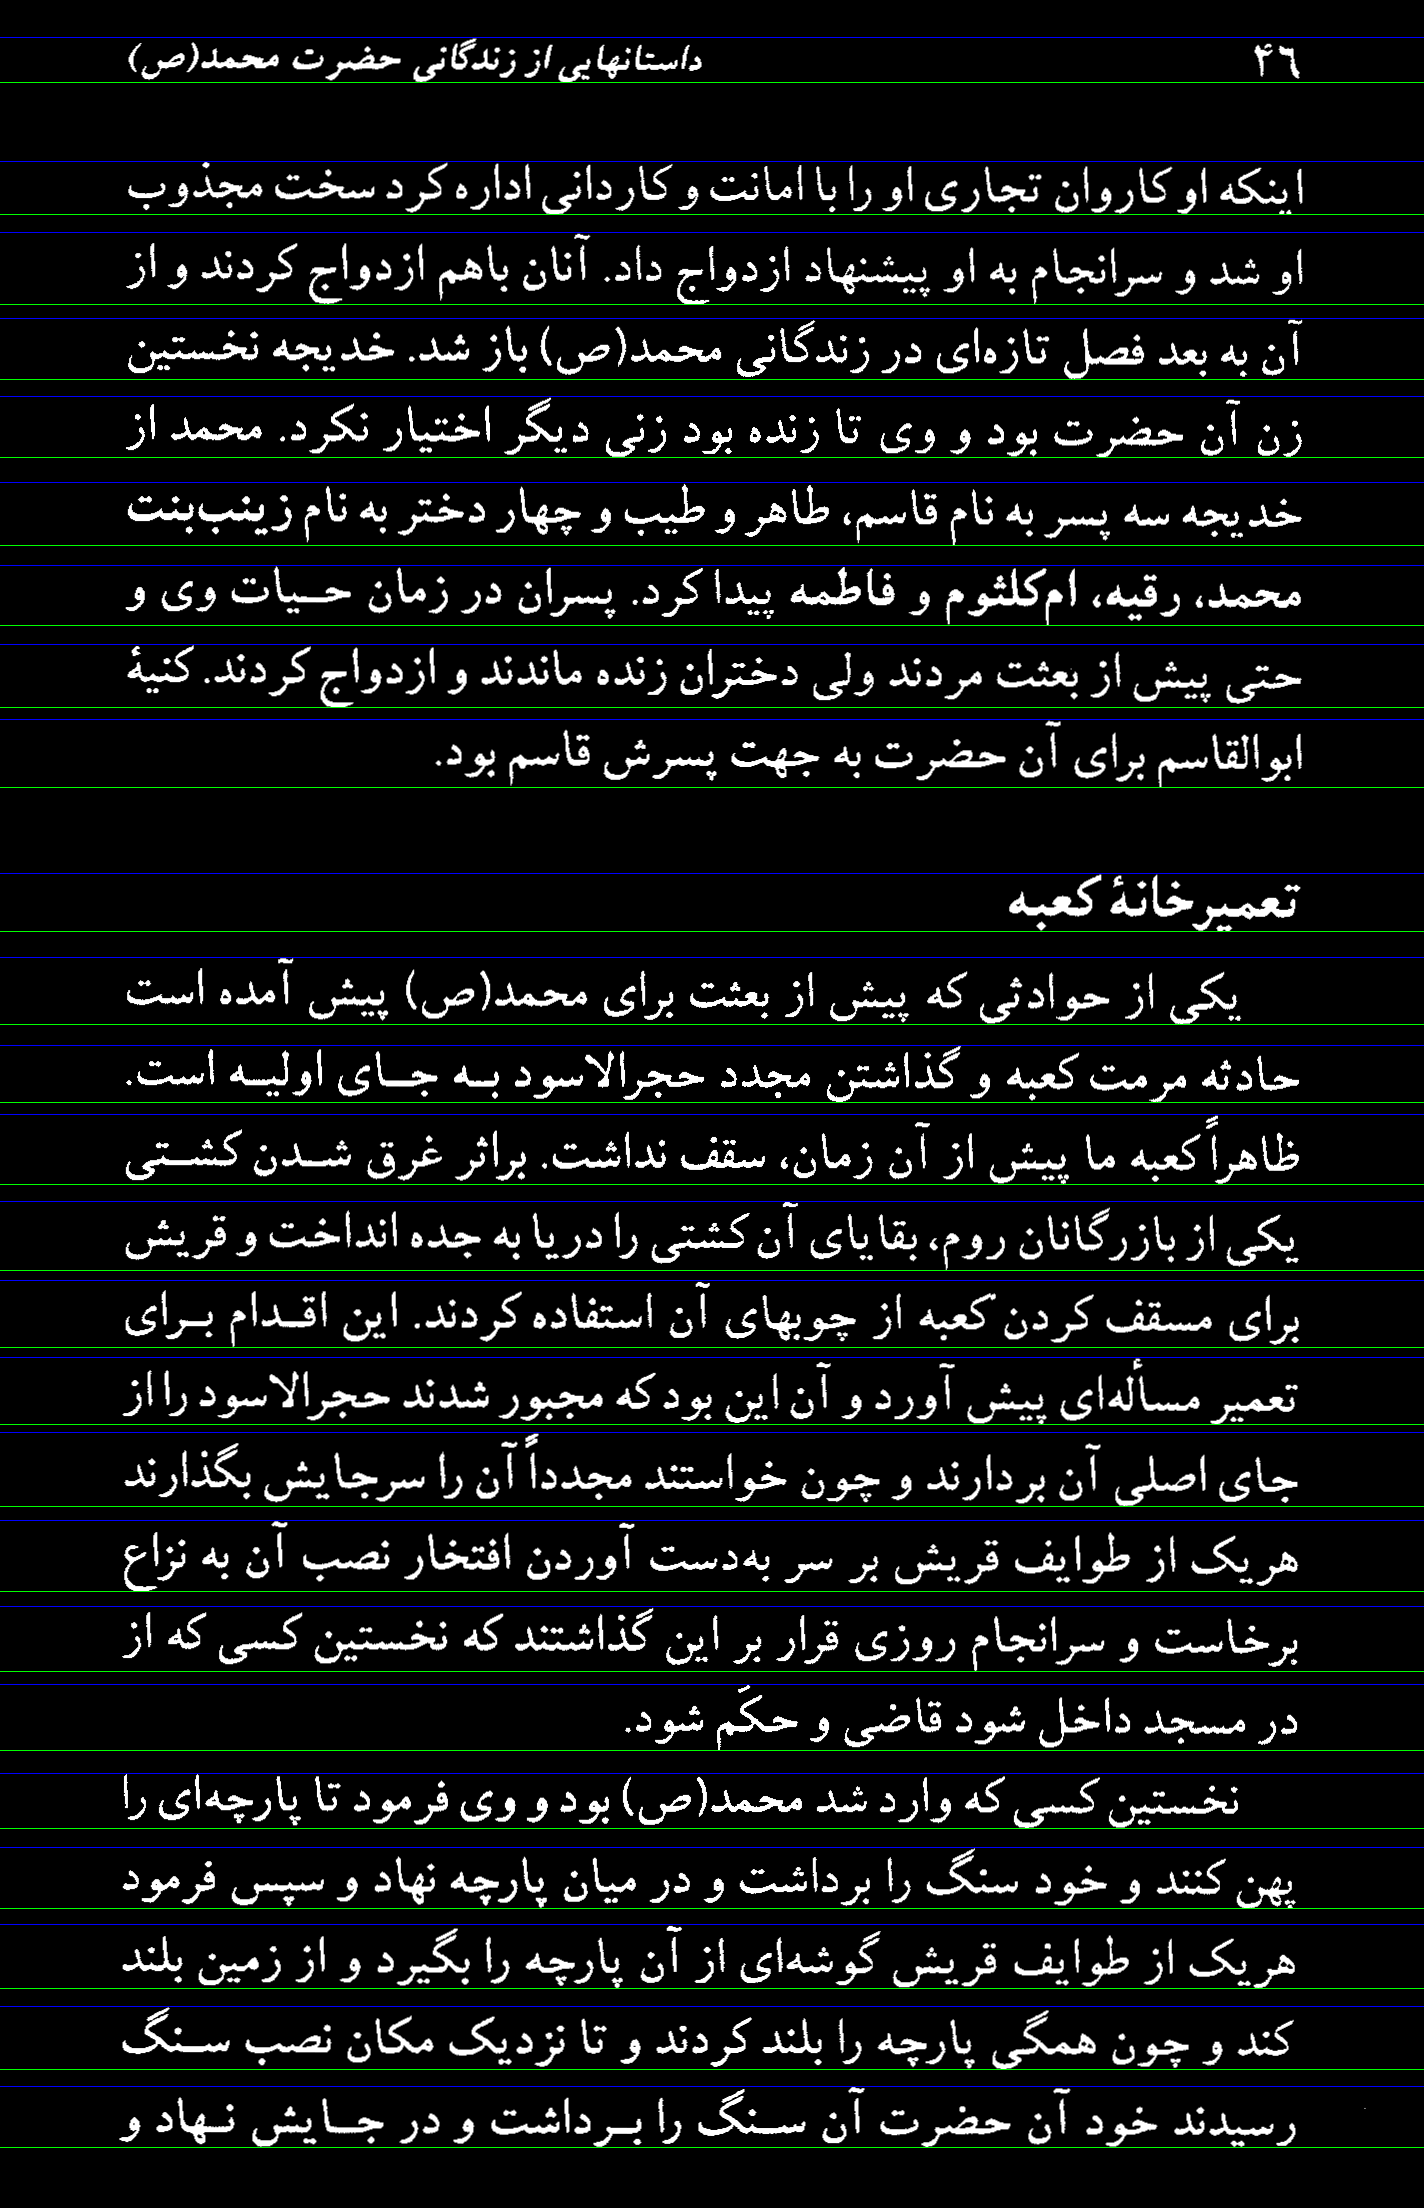 ۴۶ داستانهایی از زندگانی حضرت محمد(ص)
اینکه او کاروان تجاری او را با امانت و کاردانی اداره کرد سخت مجذوب
او شد و سرانجام به او پیشنهاد ازدواج داد. آنان باهم ازدواج کردند و از
آن به بعد فصل تازه‌ای در زندگانی محمد(ص) باز شد. خدیجه نخستین
زن آن حضرت بود و وی تا زنده بود زنی دیگر اختیار نکرد. محمد از
خدیجه سه پسر به نام قاسم، طاهر و طیب و چهار دختر به نام زینب‌بنت
محمد، رقیه، ام‌کلثوم و فاطمه پیدا کرد. پسران در زمان حـیات وی و
حتی پیش از بعثت مردند ولی دختران زنده ماندند و ازدواج کردند. کنیهٔ
ابوالقاسم برای آن حضرت به جهت پسرش قاسم بود.
تعمیر خانهٔ کعبه
یکی از حوادثی که پیش از بعثت برای محمد(ص) پیش آمده است
حادثه مرمت کعبه و گذاشتن مجدد حجرالاسود بـه جـای اولیـه است.
ظاهراً کعبه ما پیش از آن زمان، سقف نداشت. براثر غرق شـدن کشـتی
یکی از بازرگانان روم، بقایای آن کشتی را دریا به جده انداخت و قریش
برای مسقف کردن کعبه از چوبهای آن استفاده کردند. این اقـدام بـرای
تعمیر مسأله‌ای پیش آورد و آن این بود که مجبور شدند حجرالاسود را از
جای اصلی آن بردارند و چون خواستند مجدداً آن را سرجایش بگذارند
هریک از طوایف قریش بر سر به‌دست آوردن افتخار نصب آن به نزاع
برخاست و سرانجام روزی قرار بر این گذاشتند که نخستین کسی که از
در مسجد داخل شود قاضی و حکَم شود.
نخستین کسی که وارد شد محمد(ص) بود و وی فرمود تا پارچه‌ای را
پهن کنند و خود سنگ را برداشت و در میان پارچه نهاد و سپس فرمود
هریک از طوایف قریش گوشه‌ای از آن پارچه را بگیرد و از زمین بلند
کند و چون همگی پارچه را بلند کردند و تا نزدیک مکان نصب سـنگ
رسیدند خود آن حضرت آن سـنگ را بـرداشت و در جـایش نـهاد و